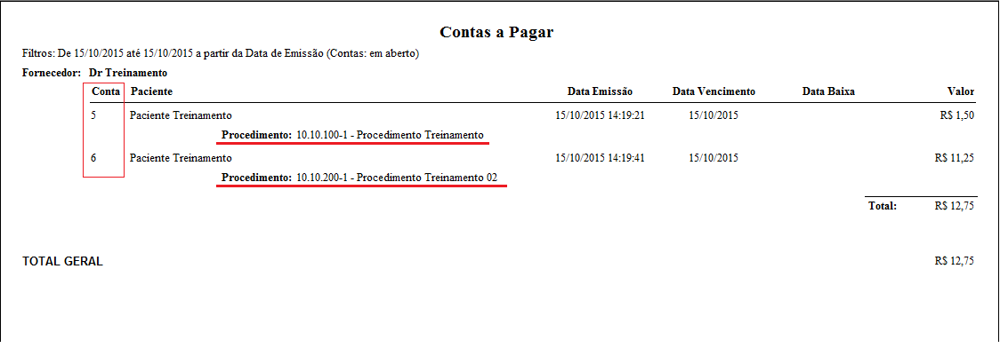 Contas a Pagar
Filtros: De 15/10/2015 até 15/10/2015 a partir da Data de Emissão (Contas: em aberto)
Fornecedor: Dr Treinamento
Conta Paciente Data Emissão Data Vencimento Data Baixa Valor
5 Paciente Treinamento 15/10/2015 14:19:21 15/10/2015 R$ 1,50
Procedimento: 10.10.100-1 - Procedimento Treinamento
6 Paciente Treinamento 15/10/2015 14:19:41 15/10/2015 R$ 11,25
Procedimento: 10.10.200-1 - Procedimento Treinamento 02
Total: R$ 12,75
TOTAL GERAL R$ 12,75